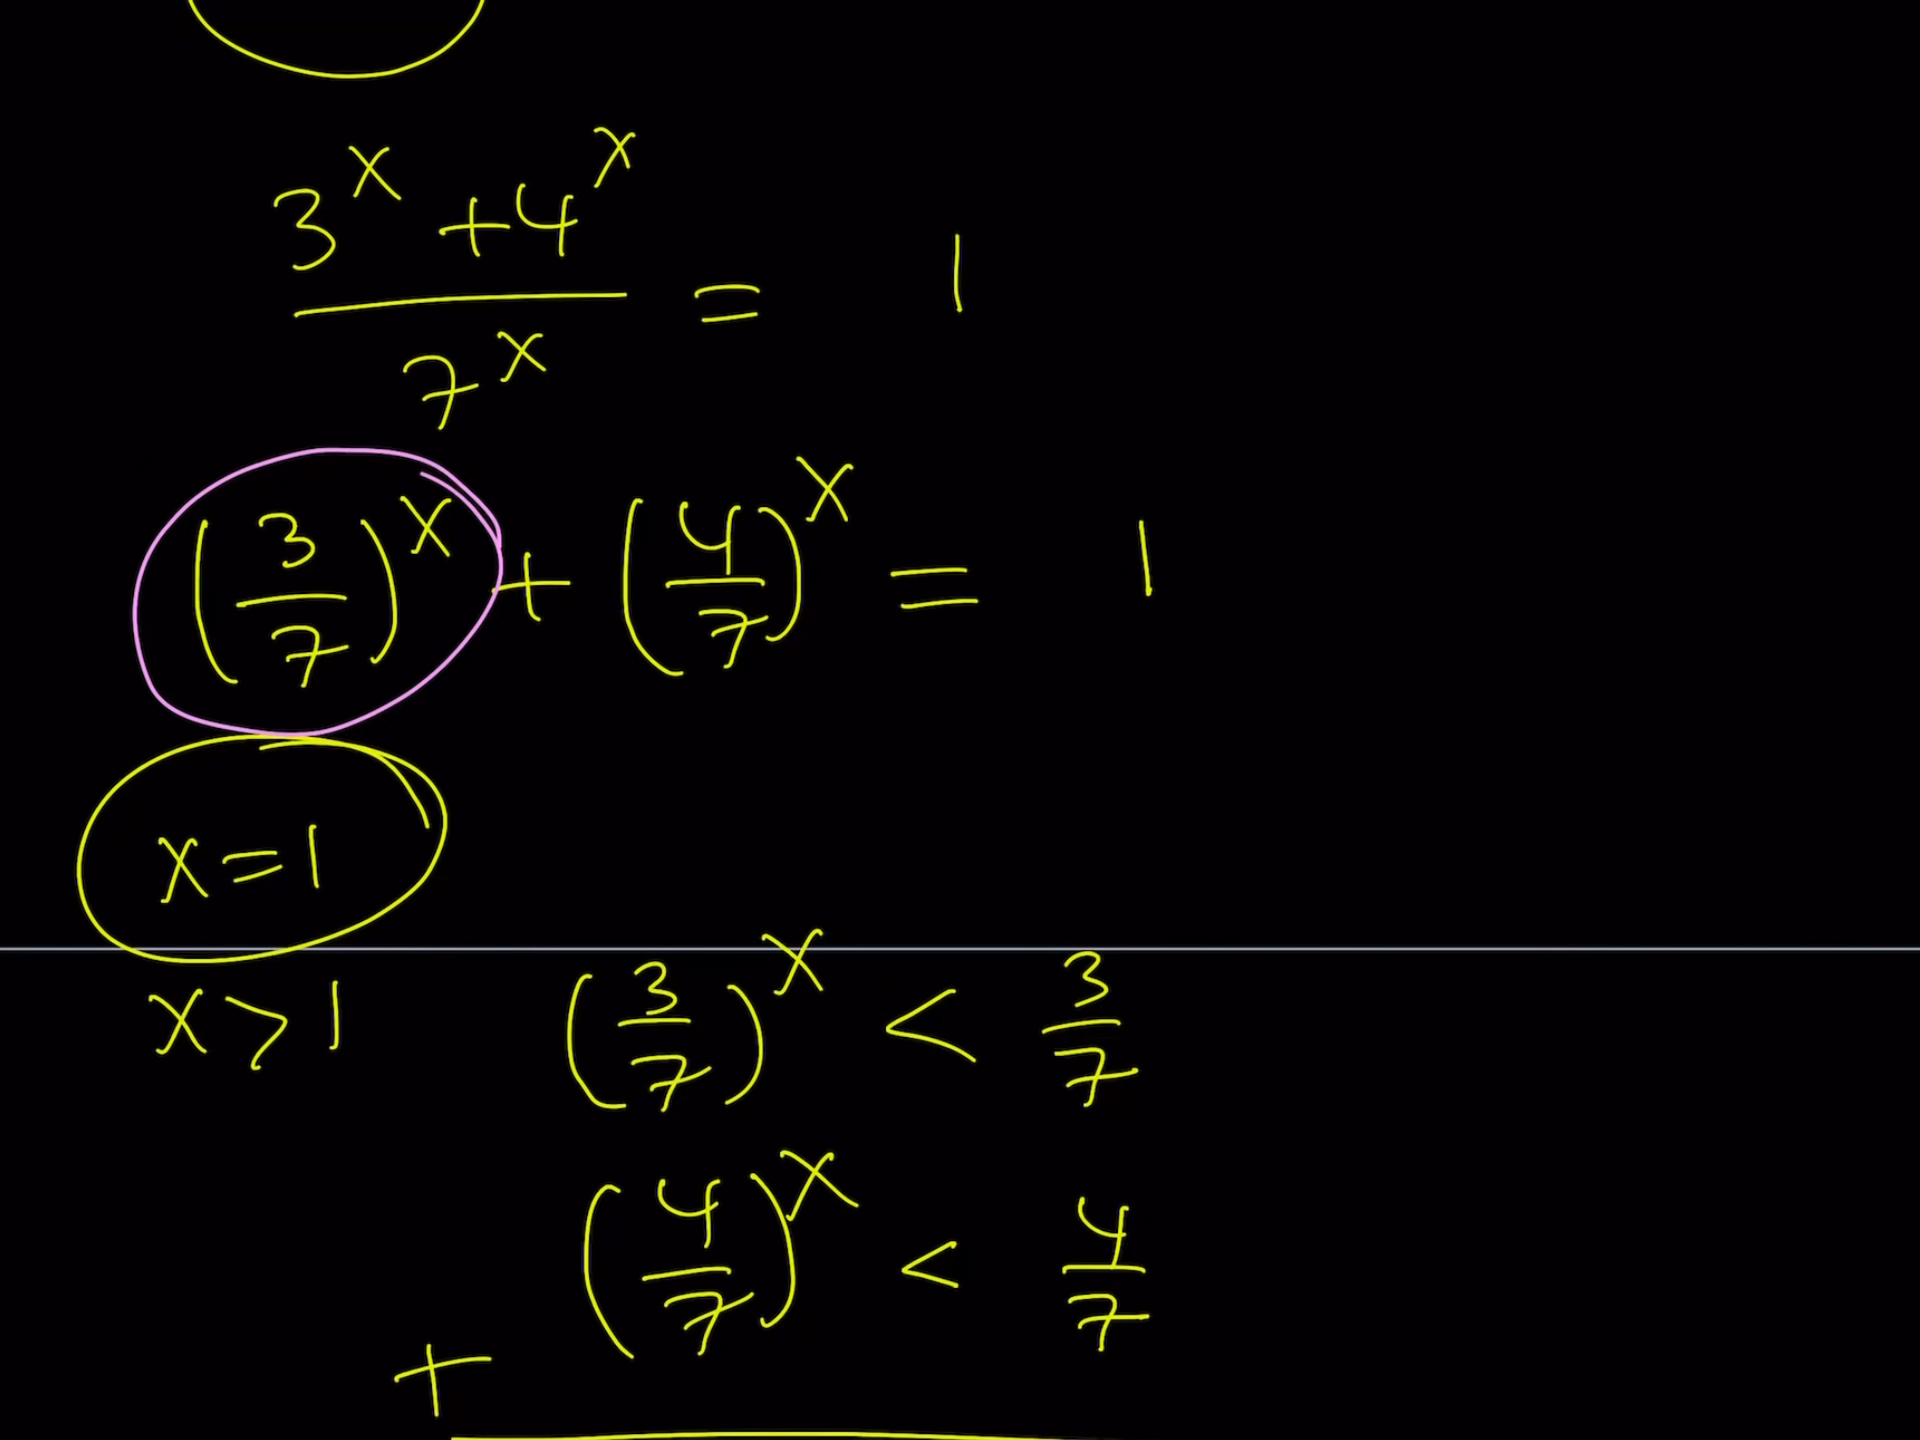 3^x + 4^x / 7^x = 1
(3/7)^x + (4/7)^x = 1
x = 1
x > 1 (3/7)^x < 3/7
(4/7)^x < 4/7
+